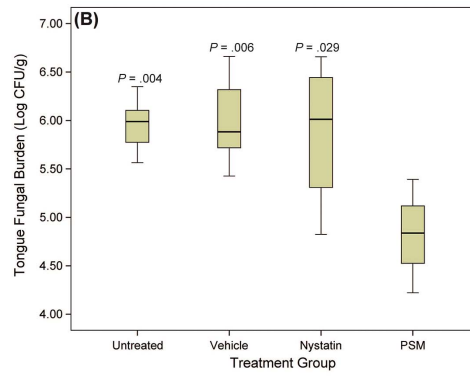 (B)
Tongue Fungal Burden (Log CFU/g)
7.00
6.50
6.00
5.50
5.00
4.50
4.00
P = .004
P = .006
P = .029
Untreated
Vehicle
Nystatin
PSM
Treatment Group